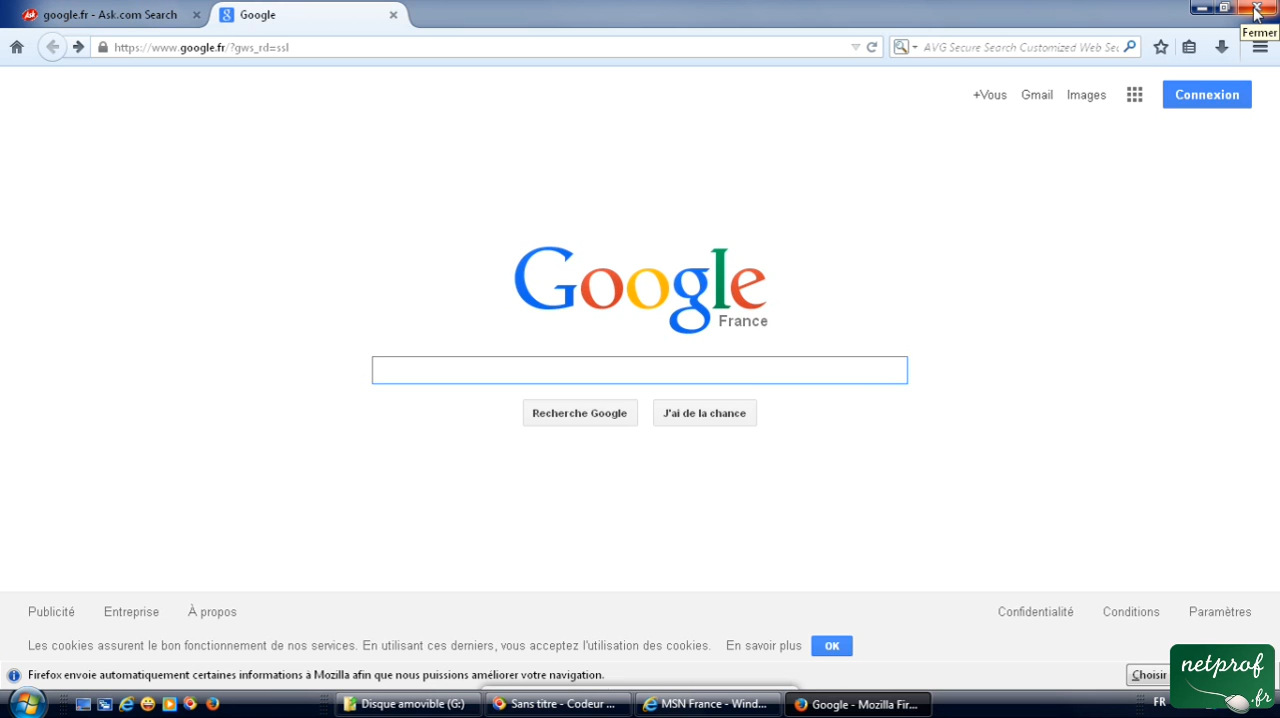 google.fr - Ask.com Search
Google
Fermer
https://www.google.fr/?gws_rd=ssl
AVG Secure Search Customized Web Sec
+Vous Gmail Images Connexion
Google
France
Recherche Google J'ai de la chance
Publicité Entreprise À propos Confidentialité Conditions Paramètres
Les cookies assurent le bon fonctionnement de nos services. En utilisant ces derniers, vous acceptez l'utilisation des cookies. En savoir plus OK
Firefox envoie automatiquement certaines informations à Mozilla afin que nous puissions améliorer votre navigation. Choisir
netprof
.fr
Disque amovible (G:) Sans titre - Codeur ... MSN France - Wind... Google - Mozilla Fir... FR